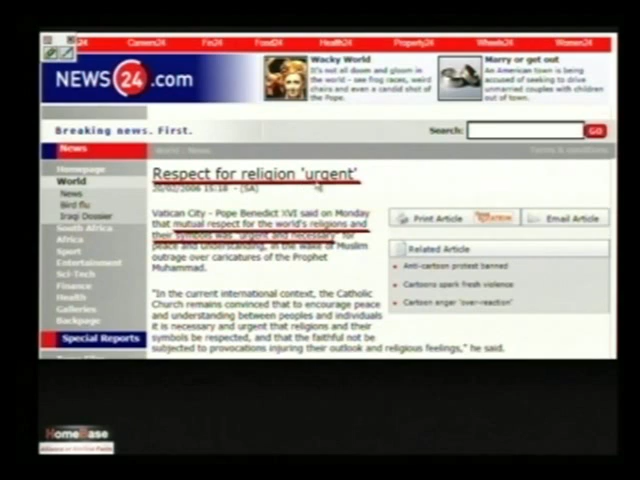 24 Careers24 Fin24 Food24 Health24 Property24 Wheels24 Women24
NEWS 24 .com
Wacky World
It's not all doom and gloom in
the world - see frog races, weird
chairs and even a candid shot of
the Pope.
Marry or get out
An American town is being
accused of seeking to drive
unmarried couples with children
out of town.
Breaking news. First.
Search:
GO
News
World : News
Terms & conditions
Homepage
World
News
Bird flu
Iraqi Dossier
South Africa
Africa
Sport
Entertainment
Sci-Tech
Finance
Health
Galleries
Backpage
Special Reports
Respect for religion 'urgent'
20/02/2006 15:18 - (SA)
Vatican City - Pope Benedict XVI said on Monday
that mutual respect for the world's religions and
their symbols was "urgent and necessary" for
peace and understanding, in the wake of Muslim
outrage over caricatures of the Prophet
Muhammad.
"In the current international context, the Catholic
Church remains convinced that to encourage peace
and understanding between peoples and individuals
it is necessary and urgent that religions and their
symbols be respected, and that the faithful not be
subjected to provocations injuring their outlook and religious feelings," he said.
Print Article
Email Article
Related Article
Anti-cartoon protest banned
Cartoons spark fresh violence
Cartoon anger 'over-reaction'
HomeBase